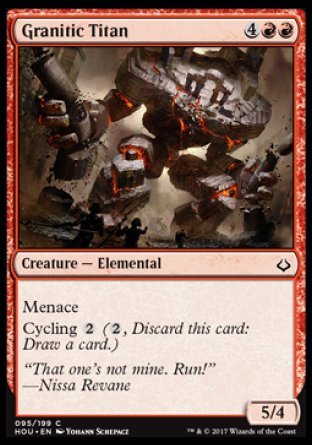 Granitic Titan 4
Creature — Elemental
Menace
Cycling 2 (2, Discard this card:
Draw a card.)
"That one's not mine. Run!"
—Nissa Revane
5/4
095/199 C
HOU • EN YOHANN SCHEPACZ ™ & © 2017 Wizards of the Coast